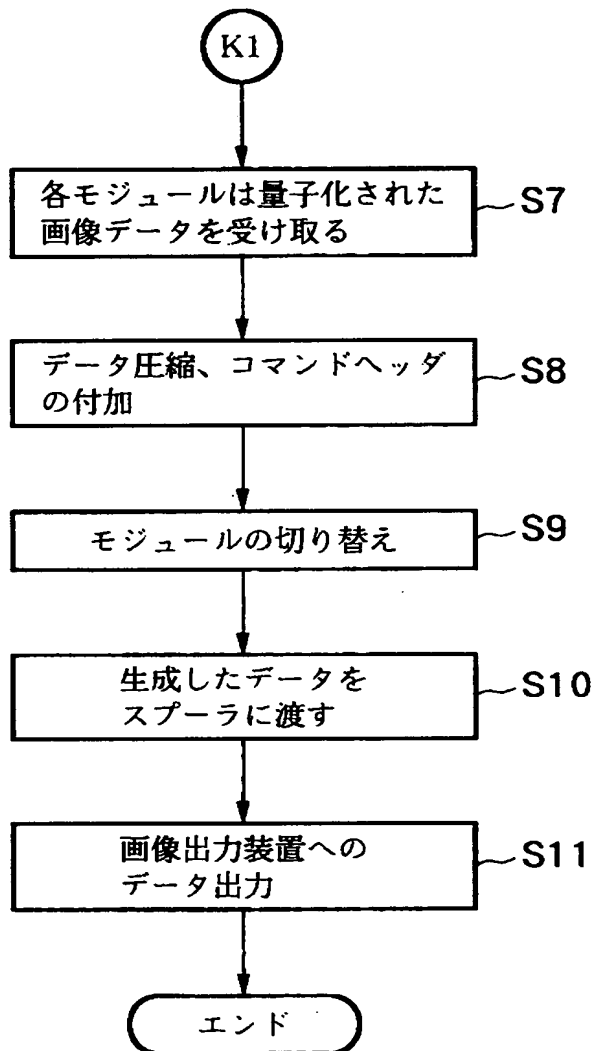 K1
各モジュールは量子化された
画像データを受け取る
S7
データ圧縮、コマンドヘッダ
の付加
S8
モジュールの切り替え
S9
生成したデータを
スプーラに渡す
S10
画像出力装置への
データ出力
S11
エンド